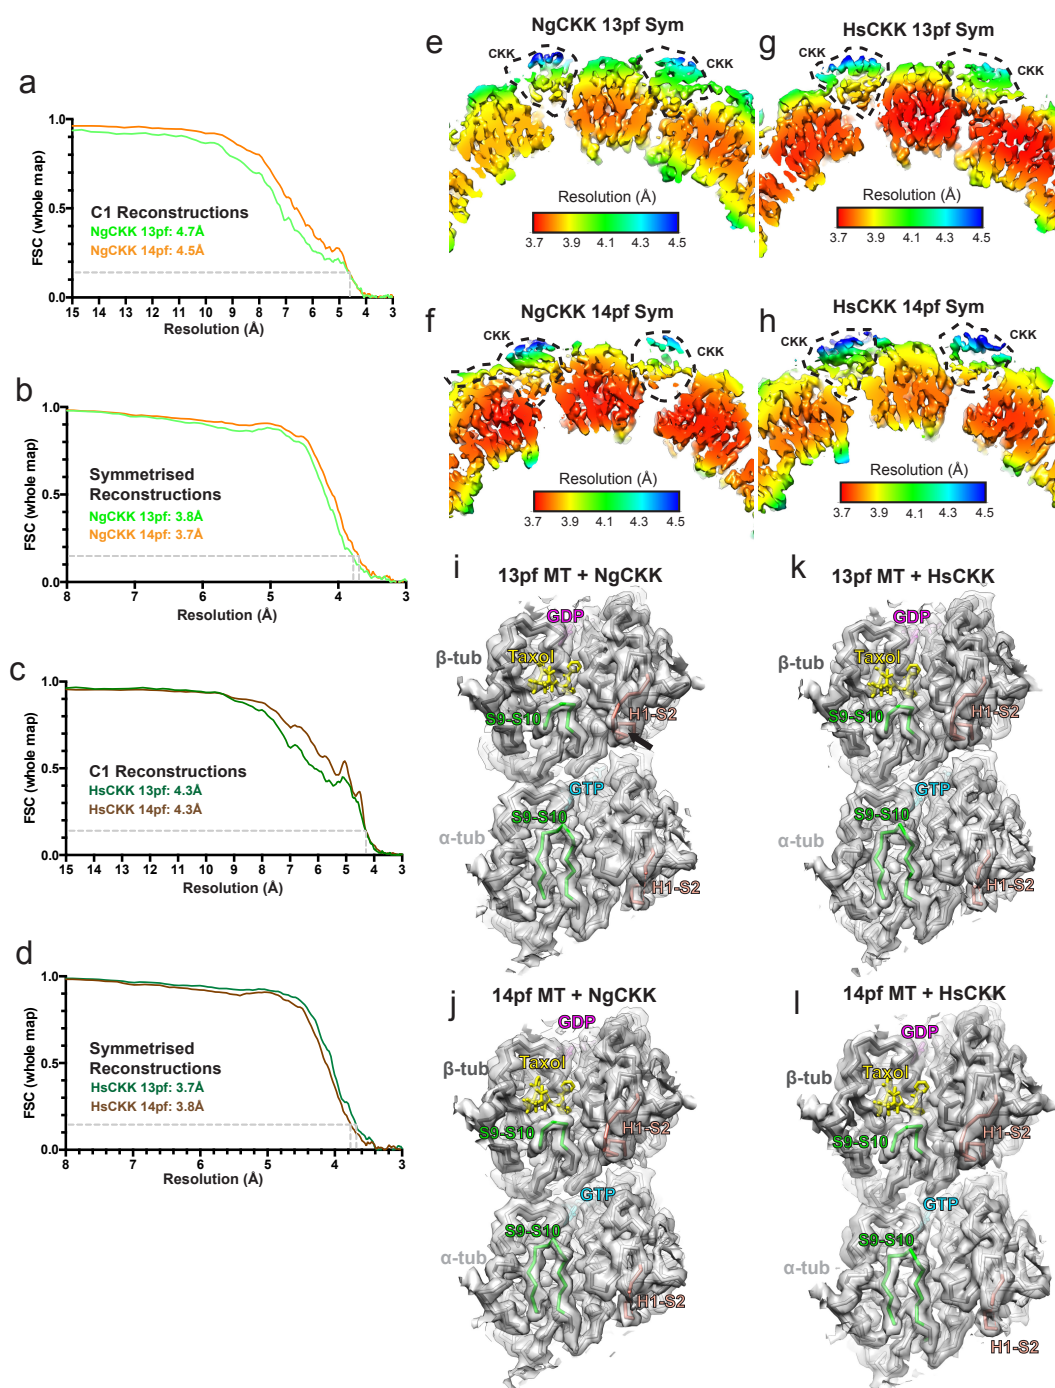 a
1.0
0.5
0.0
FSC (whole map)
C1 Reconstructions
NgCKK 13pf: 4.7Å
NgCKK 14pf: 4.5Å
15 14 13 12 11 10 9 8 7 6 5 4 3
Resolution (Å)
b
1.0
0.5
0.0
FSC (whole map)
Symmetrised
Reconstructions
NgCKK 13pf: 3.8Å
NgCKK 14pf: 3.7Å
8 7 6 5 4 3
Resolution (Å)
c
1.0
0.5
0.0
FSC (whole map)
C1 Reconstructions
HsCKK 13pf: 4.3Å
HsCKK 14pf: 4.3Å
15 14 13 12 11 10 9 8 7 6 5 4 3
Resolution (Å)
d
1.0
0.5
0.0
FSC (whole map)
Symmetrised
Reconstructions
HsCKK 13pf: 3.7Å
HsCKK 14pf: 3.8Å
8 7 6 5 4 3
Resolution (Å)
e
NgCKK 13pf Sym
CKK
CKK
Resolution (Å)
3.7 3.9 4.1 4.3 4.5
g
HsCKK 13pf Sym
CKK
CKK
Resolution (Å)
3.7 3.9 4.1 4.3 4.5
f
NgCKK 14pf Sym
CKK
CKK
Resolution (Å)
3.7 3.9 4.1 4.3 4.5
h
HsCKK 14pf Sym
CKK
CKK
Resolution (Å)
3.7 3.9 4.1 4.3 4.5
i
13pf MT + NgCKK
GDP
β-tub
Taxol
S9-S10
H1-S2
GTP
S9-S10
α-tub
H1-S2
k
13pf MT + HsCKK
GDP
β-tub
Taxol
S9-S10
H1-S2
GTP
S9-S10
α-tub
H1-S2
j
14pf MT + NgCKK
GDP
β-tub
Taxol
S9-S10
H1-S2
GTP
S9-S10
α-tub
H1-S2
l
14pf MT + HsCKK
GDP
β-tub
Taxol
S9-S10
H1-S2
GTP
S9-S10
α-tub
H1-S2